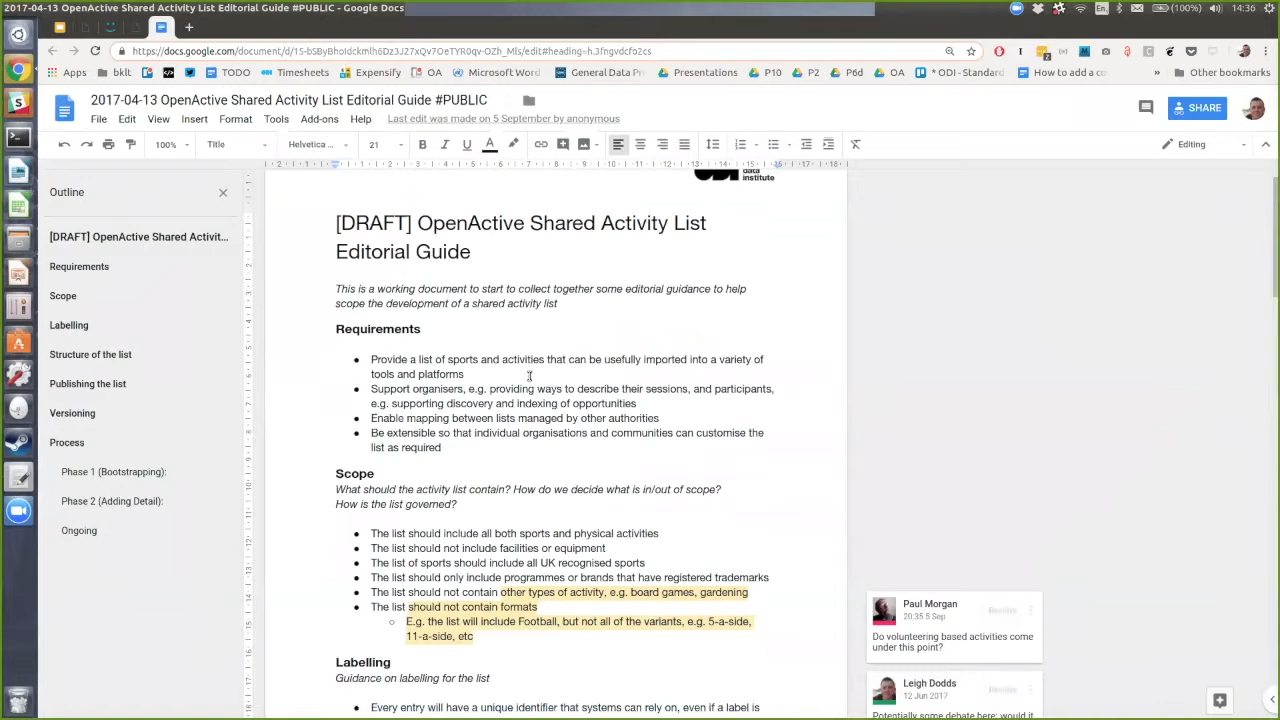 2017-04-13 OpenActive Shared Activity List Editorial Guide #PUBLIC - Google Docs
En
(100%)
14:36
https://docs.google.com/document/d/15-bSByBhoIdckmlh6Dz3J27xQv7OeTYR0qv-OZh_Mls/edit#heading=h.3fngvdcfo2cs
Apps
bklt
TODO
Timesheets
Expensify
OA
Microsoft Word
General Data Pr
Presentations
P10
P2
P6d
OA
* ODI - Standard
How to add a co
»
Other bookmarks
2017-04-13 OpenActive Shared Activity List Editorial Guide #PUBLIC
SHARE
File Edit View Insert Format Tools Add-ons Help Last edit was made on 5 September by anonymous
100% Title Helvetica ... 21 B A Editing
Outline
[DRAFT] OpenActive Shared Activit...
Requirements
Scope
Labelling
Structure of the list
Publishing the list
Versioning
Process
Phase 1 (Bootstrapping):
Phase 2 (Adding Detail):
Ongoing
data
institute
[DRAFT] OpenActive Shared Activity List
Editorial Guide
This is a working document to start to collect together some editorial guidance to help
scope the development of a shared activity list
Requirements
● Provide a list of sports and activities that can be usefully imported into a variety of
tools and platforms
● Support organisers, e.g. providing ways to describe their sessions, and participants,
e.g. supporting discovery and indexing of opportunities
● Enable mapping between lists managed by other authorities
● Be extensible so that individual organisations and communities can customise the
list as required
Scope
What should the activity list contain? How do we decide what is in/out of scope?
How is the list governed?
● The list should include all both sports and physical activities
● The list should not include facilities or equipment
● The list of sports should include all UK recognised sports
● The list should only include programmes or brands that have registered trademarks
● The list should not contain other types of activity, e.g. board games, gardening
● The list should not contain formats
○ E.g. the list will include Football, but not all of the variants, e.g. 5-a-side,
11-a-side, etc
Labelling
Guidance on labelling for the list
● Every entry will have a unique identifier that systems can rely on, even if a label is
Paul Morgan
20:35 5 Sep
Resolve
Do volunteering based activities come
under this point?
Leigh Dodds
12 Jun 2017
Resolve
Potentially some debate here: would it